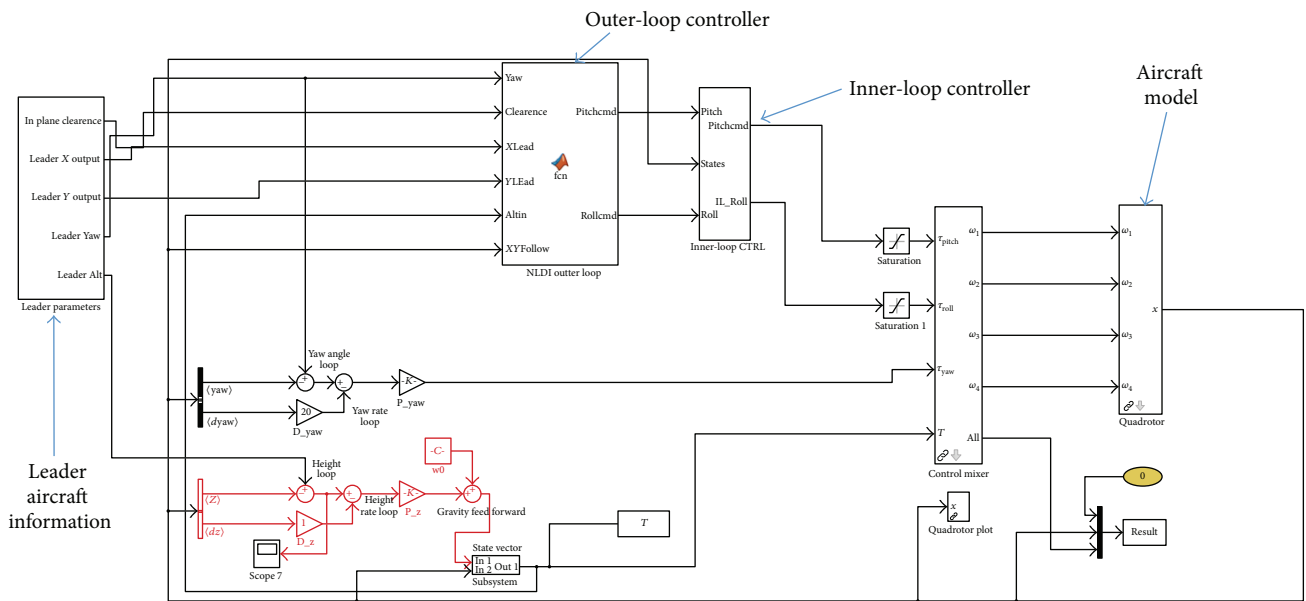 Outer-loop controller
Inner-loop controller
Aircraft
model
In plane clearence
Leader X output
Leader Y output
Leader Yaw
Leader Alt
Leader parameters
Leader
aircraft
information
Yaw
Clearence
XLead
YLEad
Altin
XYFollow
Pitchcmd
Rollcmd
fcn
NLDI outter loop
Pitch
States
Roll
Pitchcmd
IL_Roll
Inner-loop CTRL
Saturation
Saturation 1
τpitch
τroll
τyaw
T
ω1
ω2
ω3
ω4
All
Control mixer
ω1
ω2
ω3
ω4
x
Quadrotor
Yaw angle
loop
⟨yaw⟩
⟨dyaw⟩
20
D_yaw
Yaw rate
loop
-K-
P_yaw
Height
loop
⟨Z⟩
⟨dz⟩
1
D_z
Height
rate loop
-K-
P_z
-C-
w0
Gravity feed forward
Scope 7
State vector
In 1
In 2
Out 1
Subsystem
T
x
Quadrotor plot
0
Result